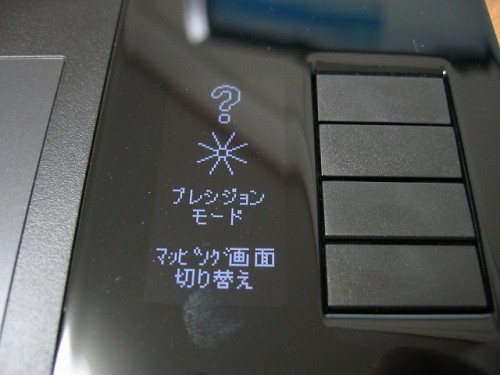 ?
プレシジョン
モード
ﾏｯﾋﾟﾝｸﾞ画面
切り替え